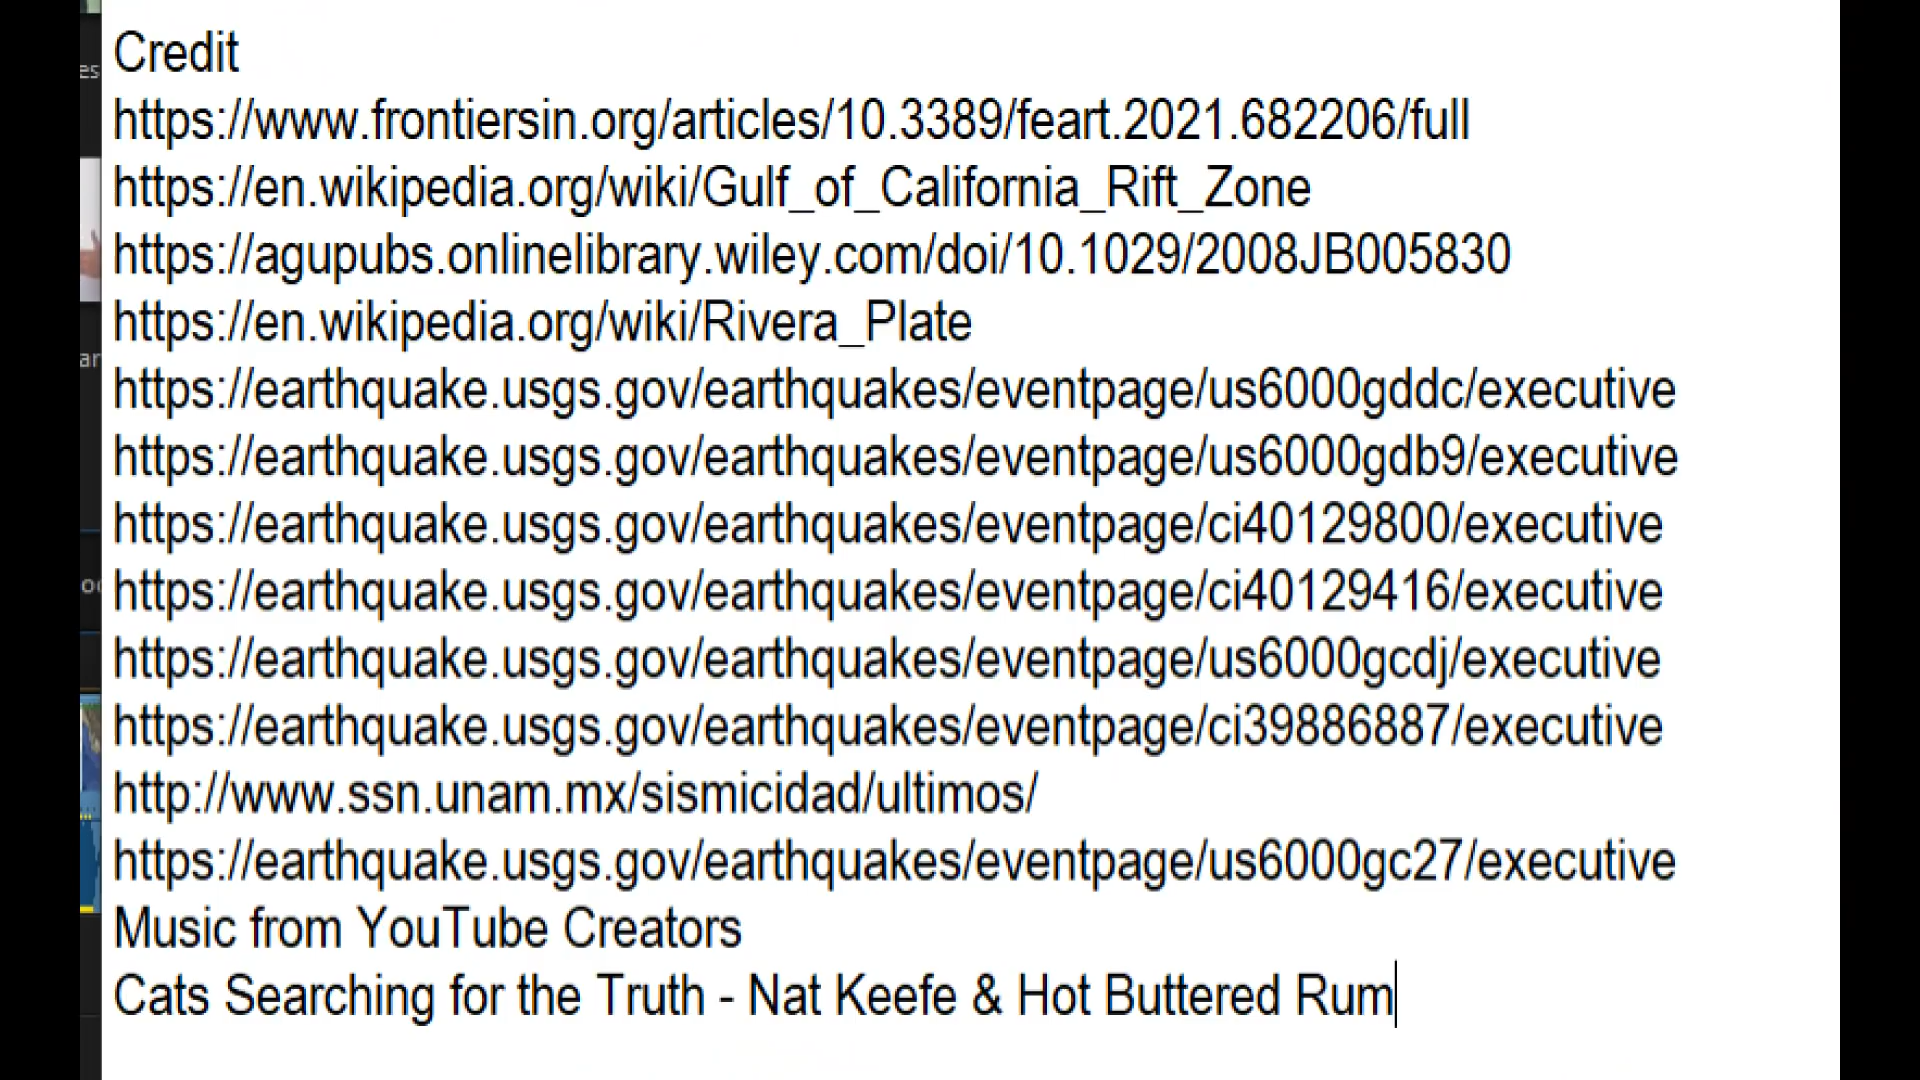 Credit
https://www.frontiersin.org/articles/10.3389/feart.2021.682206/full
https://en.wikipedia.org/wiki/Gulf_of_California_Rift_Zone
https://agupubs.onlinelibrary.wiley.com/doi/10.1029/2008JB005830
https://en.wikipedia.org/wiki/Rivera_Plate
https://earthquake.usgs.gov/earthquakes/eventpage/us6000gddc/executive
https://earthquake.usgs.gov/earthquakes/eventpage/us6000gdb9/executive
https://earthquake.usgs.gov/earthquakes/eventpage/ci40129800/executive
https://earthquake.usgs.gov/earthquakes/eventpage/ci40129416/executive
https://earthquake.usgs.gov/earthquakes/eventpage/us6000gcdj/executive
https://earthquake.usgs.gov/earthquakes/eventpage/ci39886887/executive
http://www.ssn.unam.mx/sismicidad/ultimos/
https://earthquake.usgs.gov/earthquakes/eventpage/us6000gc27/executive
Music from YouTube Creators
Cats Searching for the Truth - Nat Keefe & Hot Buttered Rum